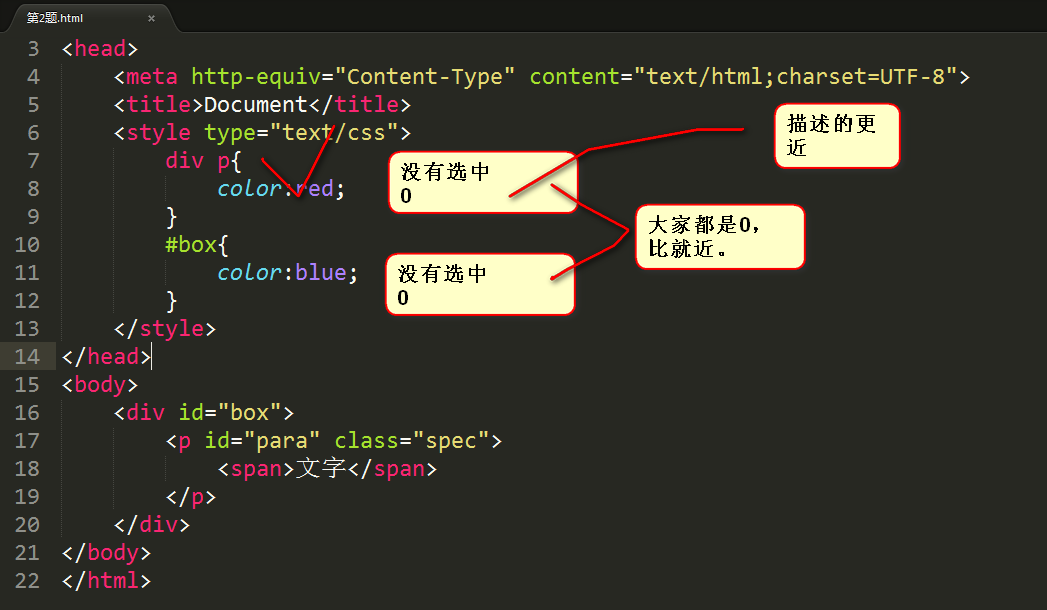 第2题.html ×
3 <head>
4 <meta http-equiv="Content-Type" content="text/html;charset=UTF-8">
5 <title>Document</title>
6 <style type="text/css">
7 div p{
8 color:red;
9 }
10 #box{
11 color:blue;
12 }
13 </style>
14 </head>
15 <body>
16 <div id="box">
17 <p id="para" class="spec">
18 <span>文字</span>
19 </p>
20 </div>
21 </body>
22 </html>
描述的更
近
没有选中
0
大家都是0，
比就近。
没有选中
0